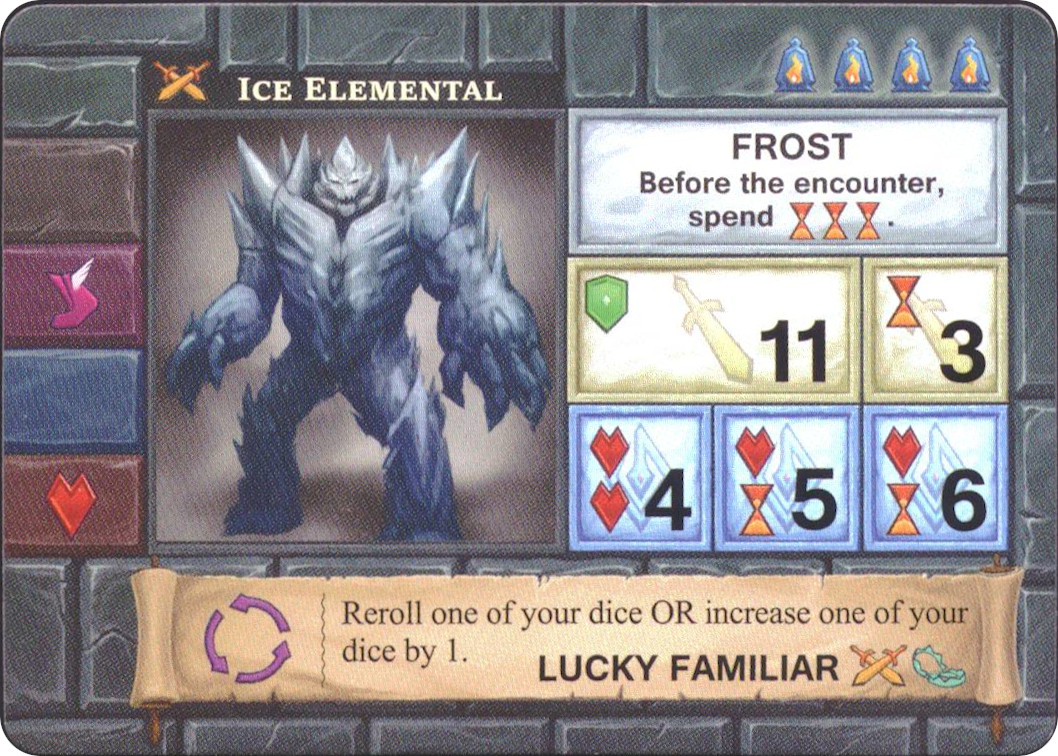 ICE ELEMENTAL
FROST
Before the encounter,
spend .
11
3
4
5
6
Reroll one of your dice OR increase one of your
dice by 1.
LUCKY FAMILIAR